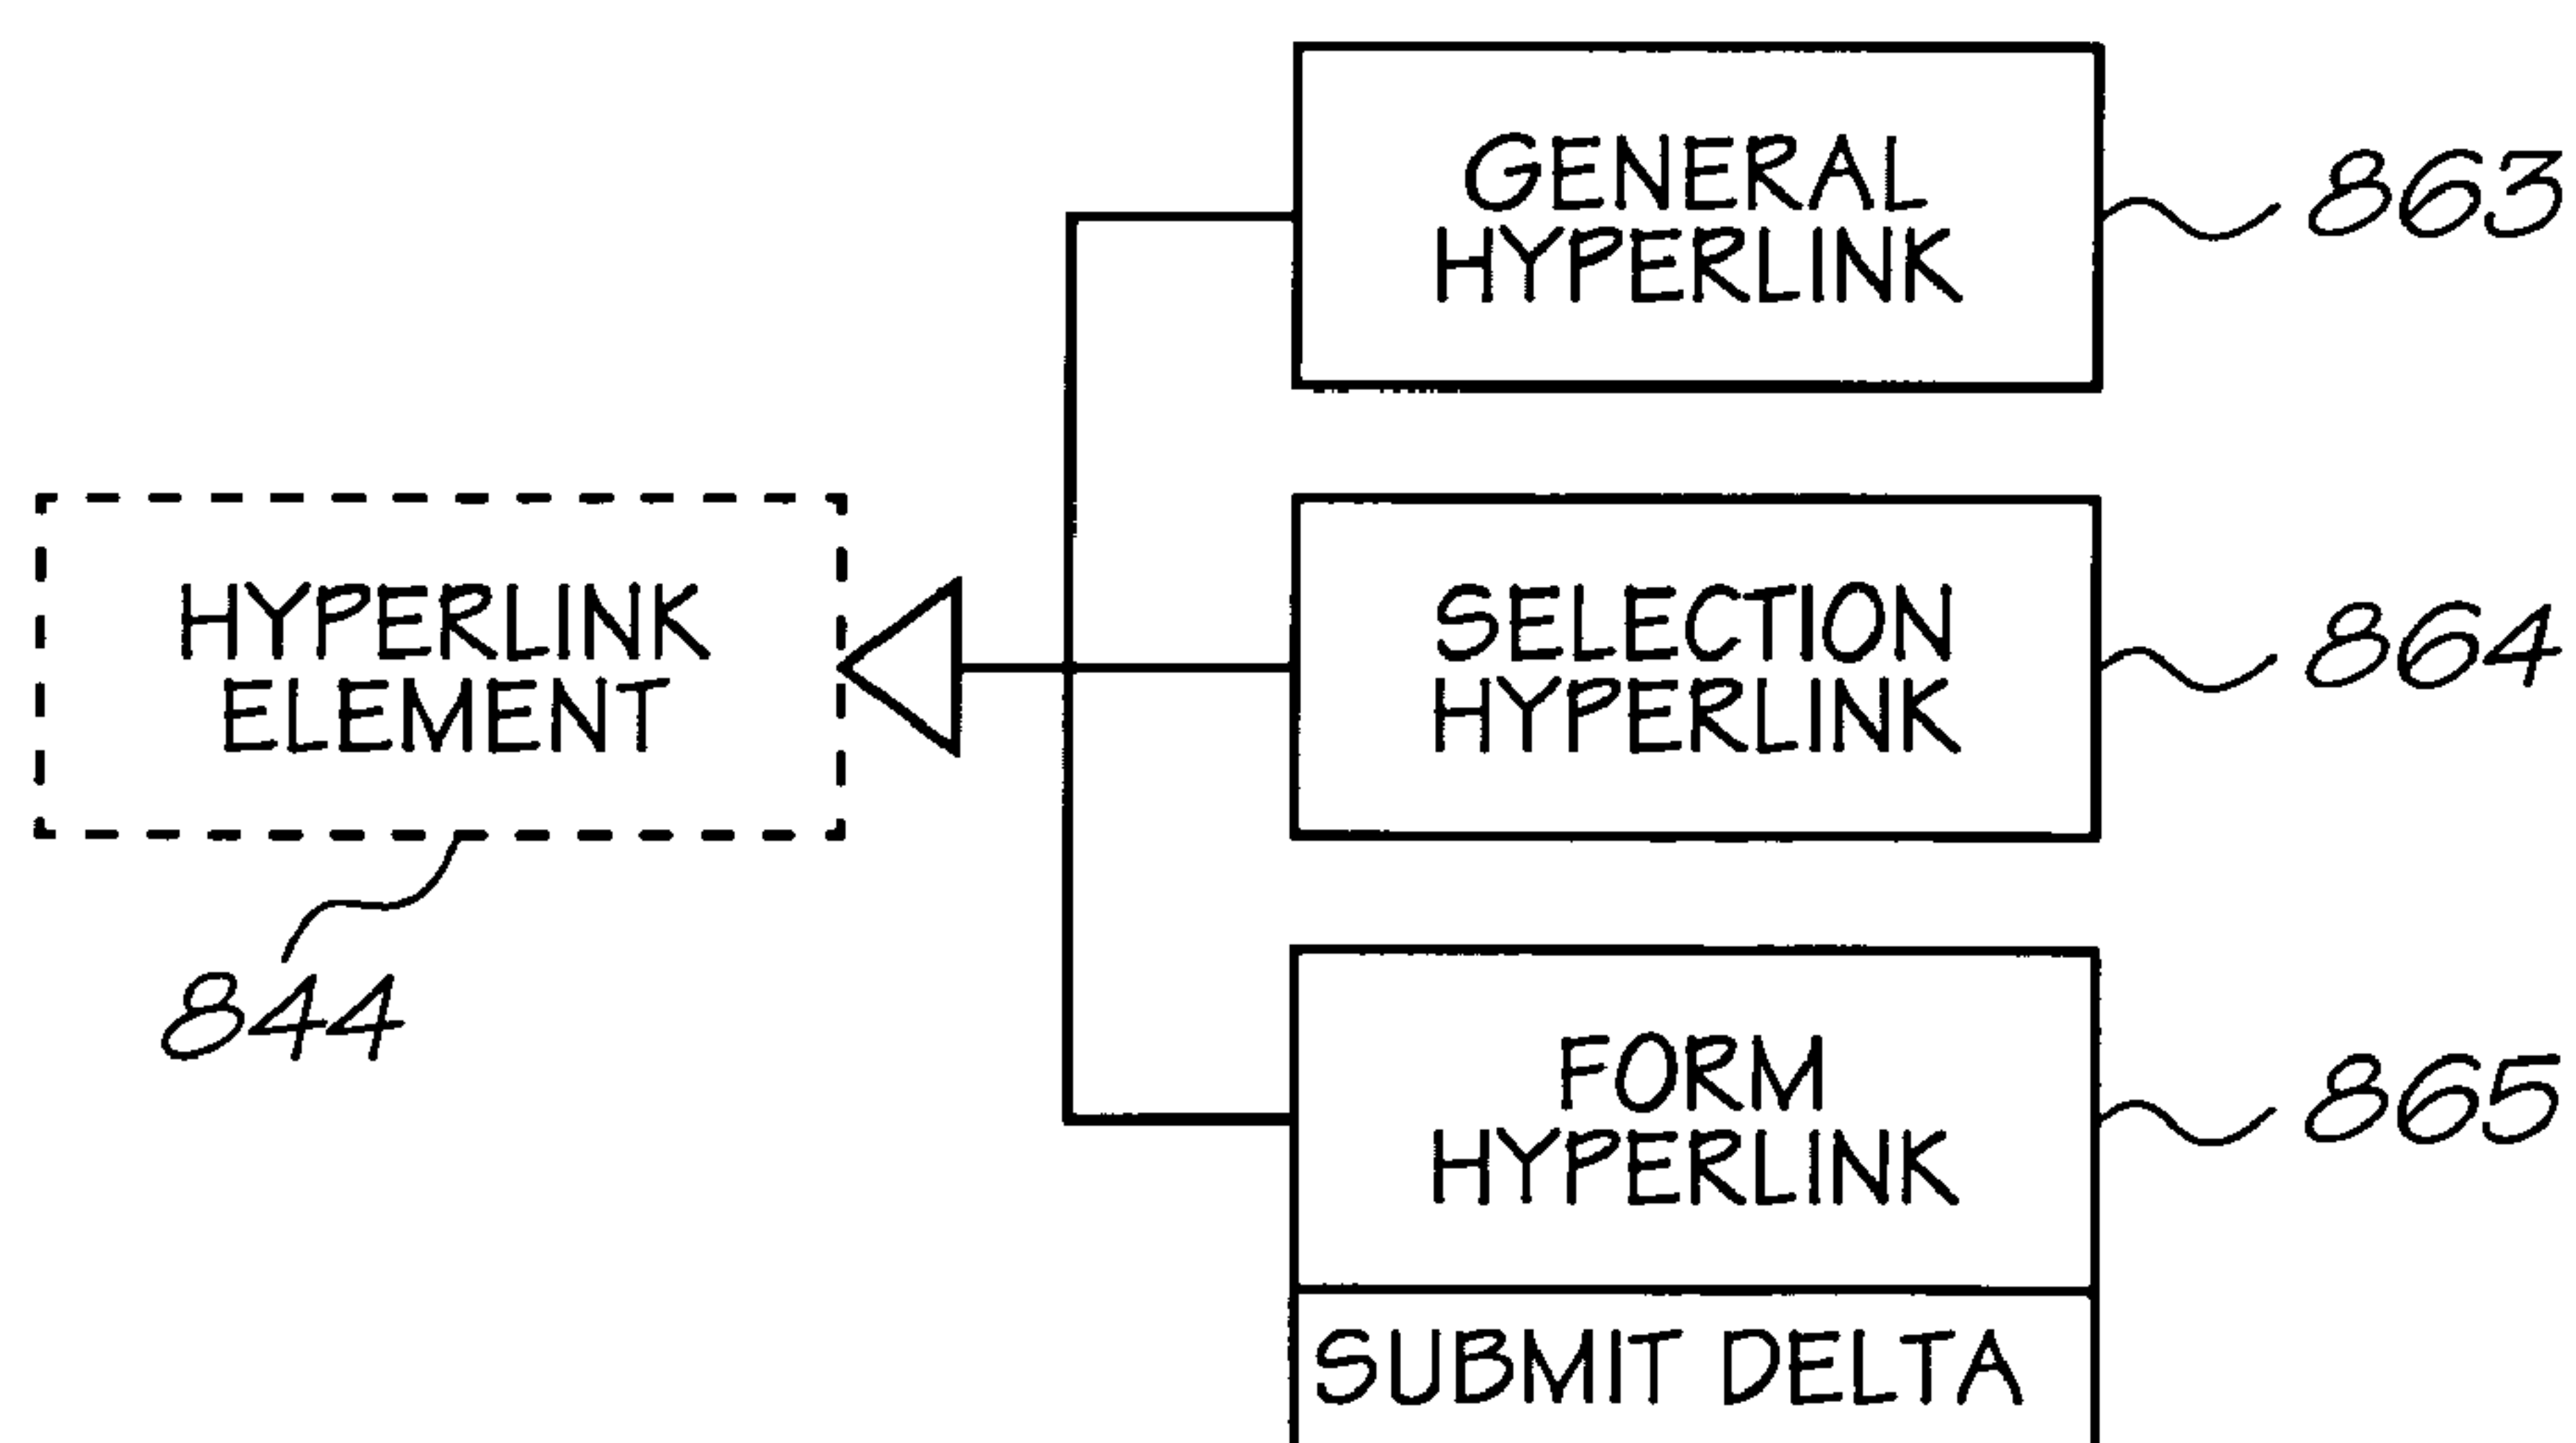 GENERAL
HYPERLINK
863
HYPERLINK
ELEMENT
844
SELECTION
HYPERLINK
864
FORM
HYPERLINK
865
SUBMIT DELTA